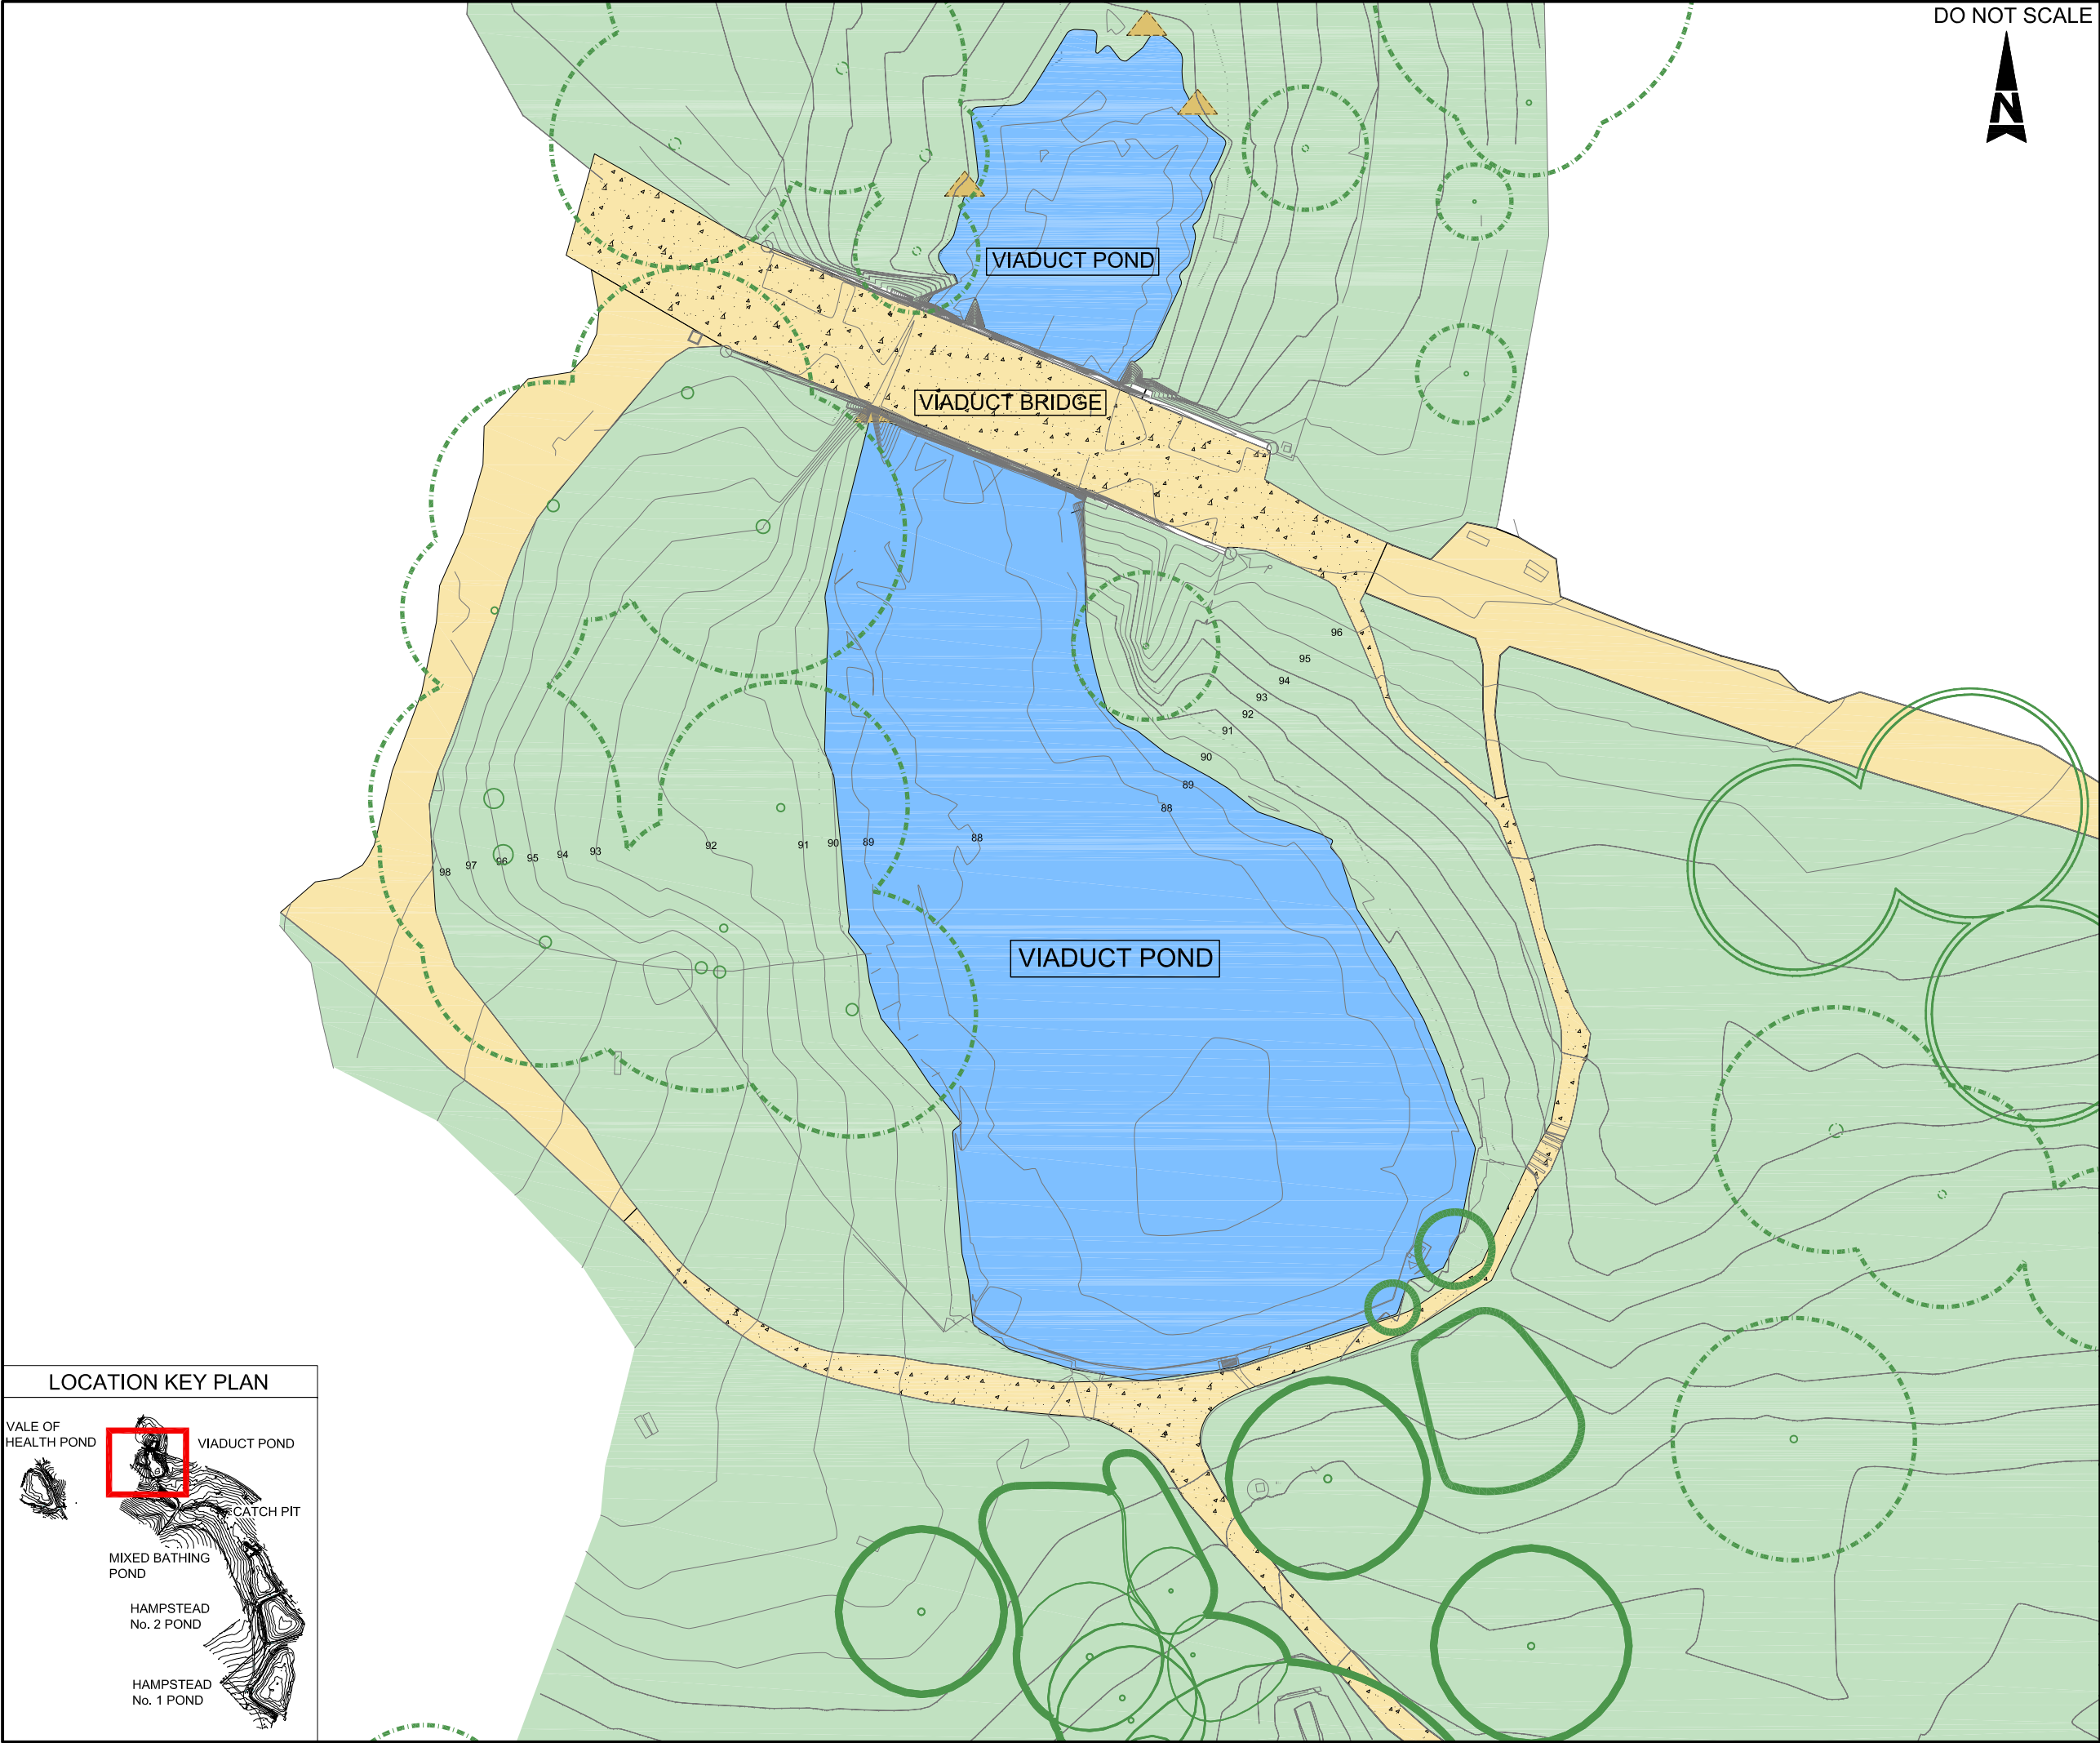 DO NOT SCALE
N
VIADUCT POND
VIADUCT BRIDGE
96
95
94
93
92
91
90
89
88
98
97
96
95
94
93
92
91
90
89
88
VIADUCT POND
LOCATION KEY PLAN
VALE OF
HEALTH POND
VIADUCT POND
CATCH PIT
MIXED BATHING
POND
HAMPSTEAD
No. 2 POND
HAMPSTEAD
No. 1 POND